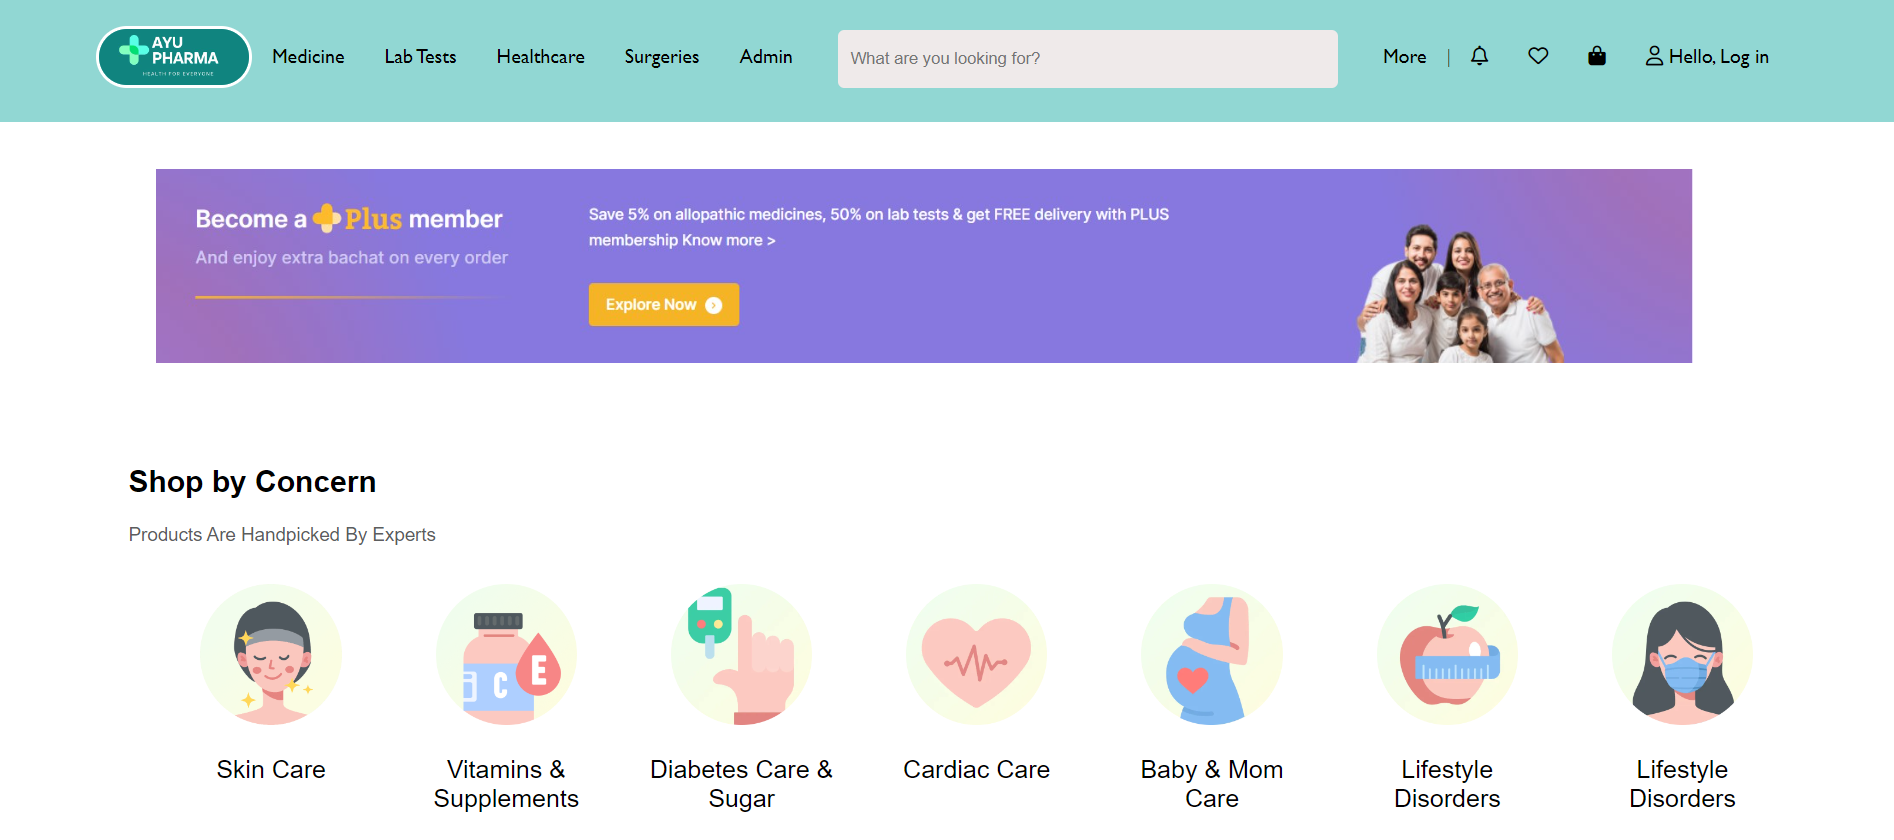 AYU
PHARMA
HEALTH FOR EVERYONE
Medicine
Lab Tests
Healthcare
Surgeries
Admin
What are you looking for?
More
|
Hello, Log in
Become a Plus member
And enjoy extra bachat on every order
Save 5% on allopathic medicines, 50% on lab tests & get FREE delivery with PLUS
membership Know more >
Explore Now
Shop by Concern
Products Are Handpicked By Experts
C
E
Skin Care
Vitamins &
Supplements
Diabetes Care &
Sugar
Cardiac Care
Baby & Mom
Care
Lifestyle
Disorders
Lifestyle
Disorders